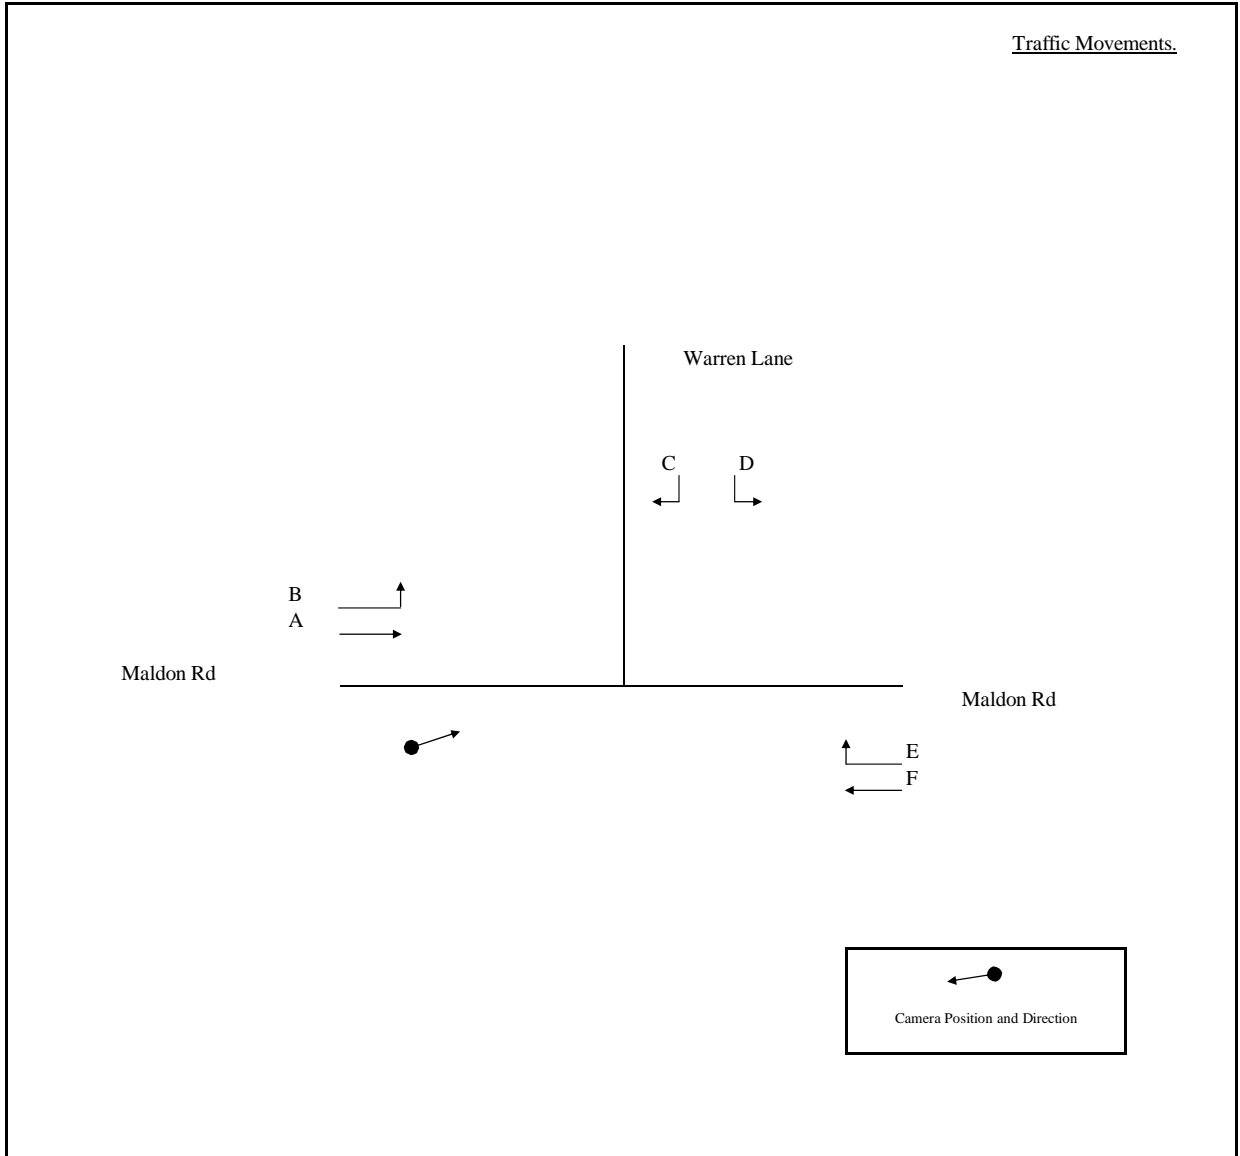 Traffic Movements.
Warren Lane
C D
B
A
Maldon Rd
Maldon Rd
E
F
Camera Position and Direction